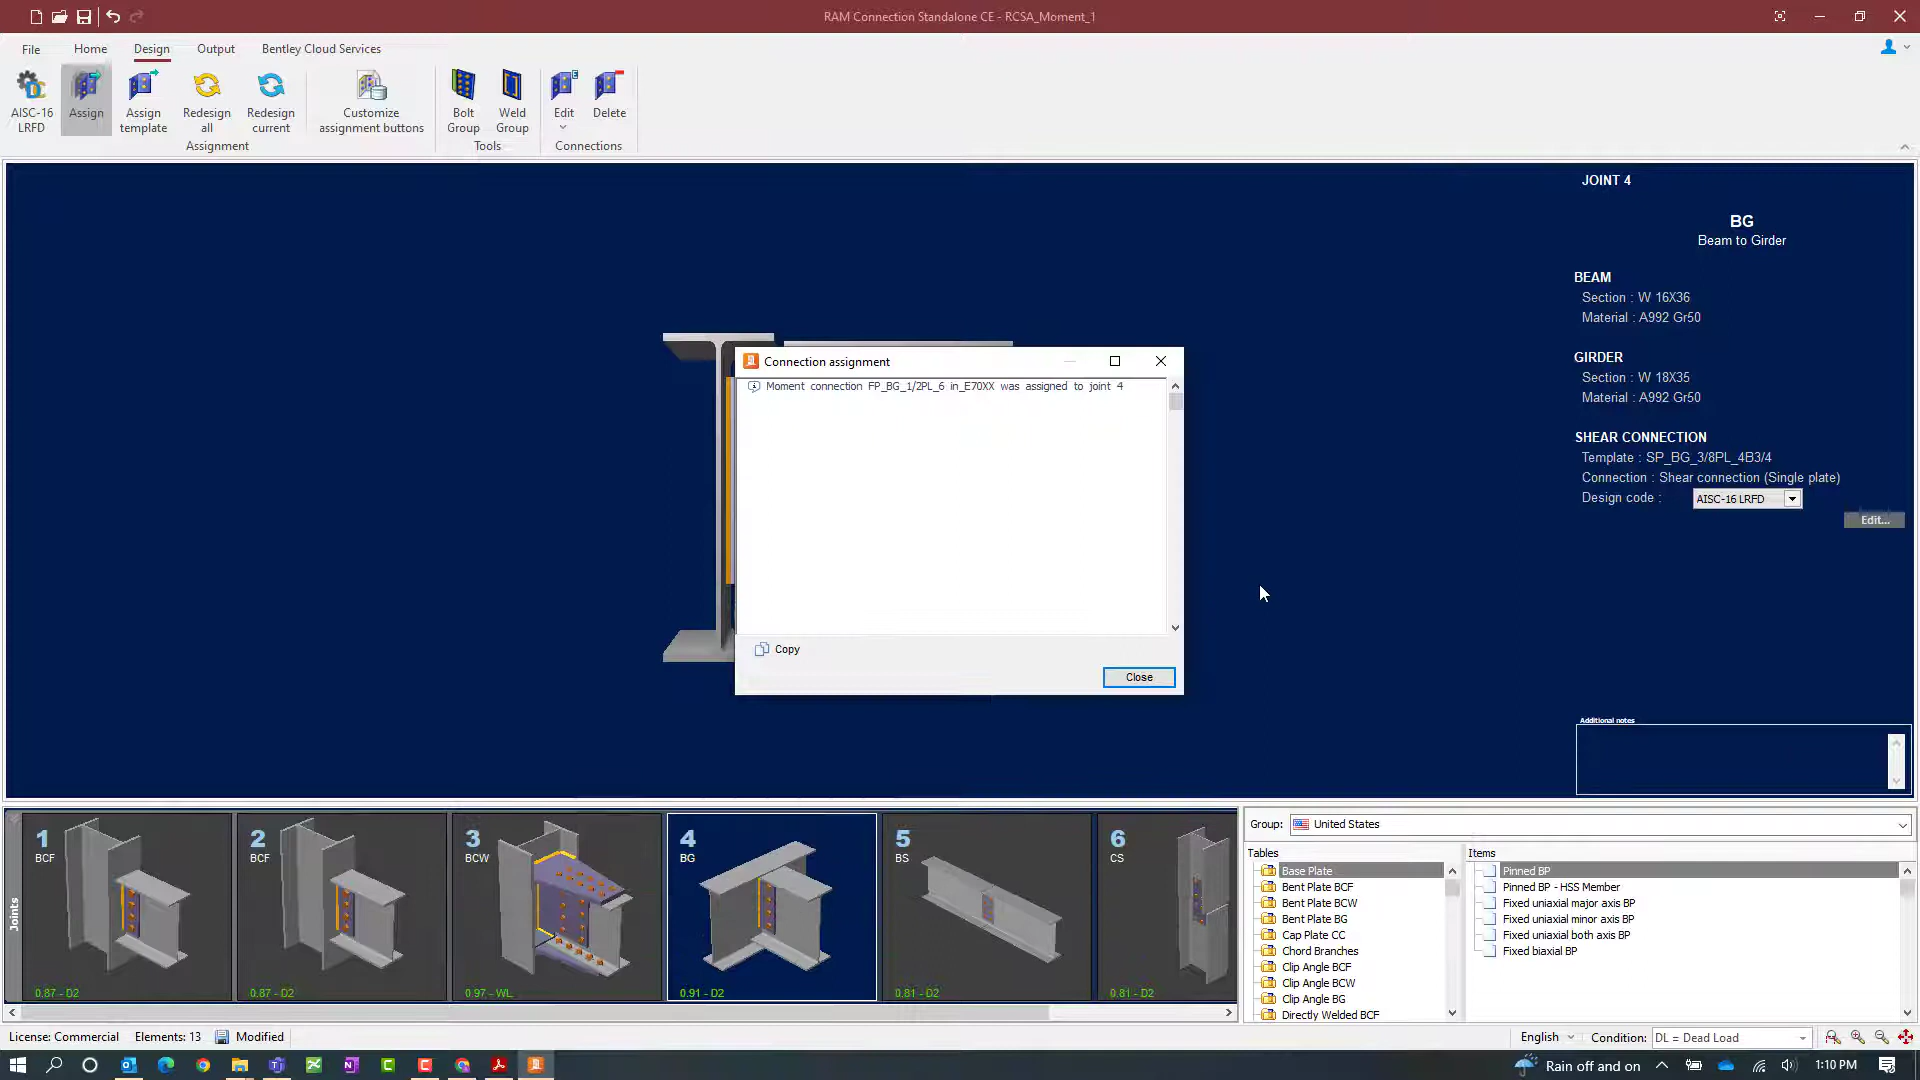 RAM Connection Standalone CE - RCSA_Moment_1
File Home Design Output Bentley Cloud Services
AISC-16 LRFD
Assign
Assign template
Redesign all
Redesign current
Customize assignment buttons
Bolt Group
Weld Group
Edit
Delete
Assignment Tools Connections
JOINT 4
BG
Beam to Girder
BEAM
Section : W 16X36
Material : A992 Gr50
GIRDER
Section : W 18X35
Material : A992 Gr50
SHEAR CONNECTION
Template : SP_BG_3/8PL_4B3/4
Connection : Shear connection (Single plate)
Design code : AISC-16 LRFD
Edit...
Connection assignment
Moment connection FP_BG_1/2PL_6 in_E70XX was assigned to joint 4
Copy
Close
Additional notes
Joints
1
BCF
0.87 - D2
2
BCF
0.87 - D2
3
BCW
0.97 - WL
4
BG
0.91 - D2
5
BS
0.81 - D2
6
CS
0.81 - D2
Group: United States
Tables
Base Plate
Bent Plate BCF
Bent Plate BCW
Bent Plate BG
Cap Plate CC
Chord Branches
Clip Angle BCF
Clip Angle BCW
Clip Angle BG
Directly Welded BCF
Items
Pinned BP
Pinned BP - HSS Member
Fixed uniaxial major axis BP
Fixed uniaxial minor axis BP
Fixed uniaxial both axis BP
Fixed biaxial BP
License: Commercial Elements: 13 Modified
English Condition: DL = Dead Load
Rain off and on 1:10 PM